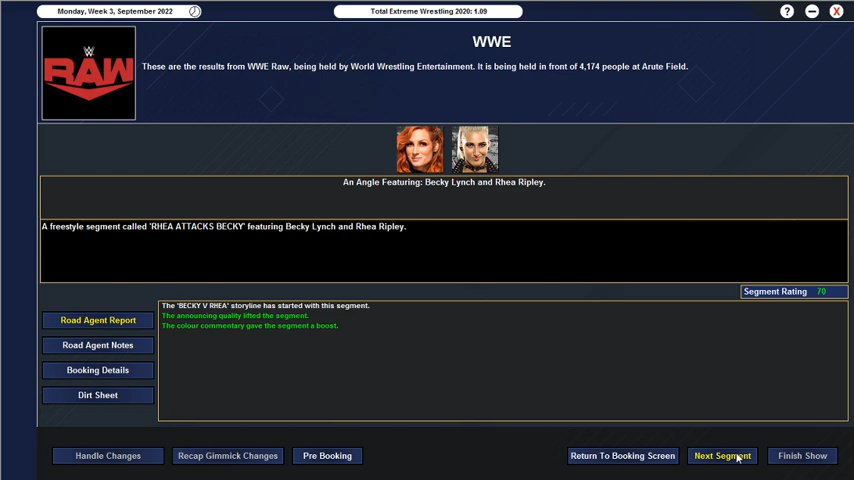 Monday, Week 3, September 2022
Total Extreme Wrestling 2020: 1.09
?
X
WWE
These are the results from WWE Raw, being held by World Wrestling Entertainment. It is being held in front of 4,174 people at Arute Field.
RAW
An Angle Featuring: Becky Lynch and Rhea Ripley.
A freestyle segment called 'RHEA ATTACKS BECKY' featuring Becky Lynch and Rhea Ripley.
Segment Rating 70
The 'BECKY V RHEA' storyline has started with this segment.
The announcing quality lifted the segment.
The colour commentary gave the segment a boost.
Road Agent Report
Road Agent Notes
Booking Details
Dirt Sheet
Handle Changes
Recap Gimmick Changes
Pre Booking
Return To Booking Screen
Next Segment
Finish Show